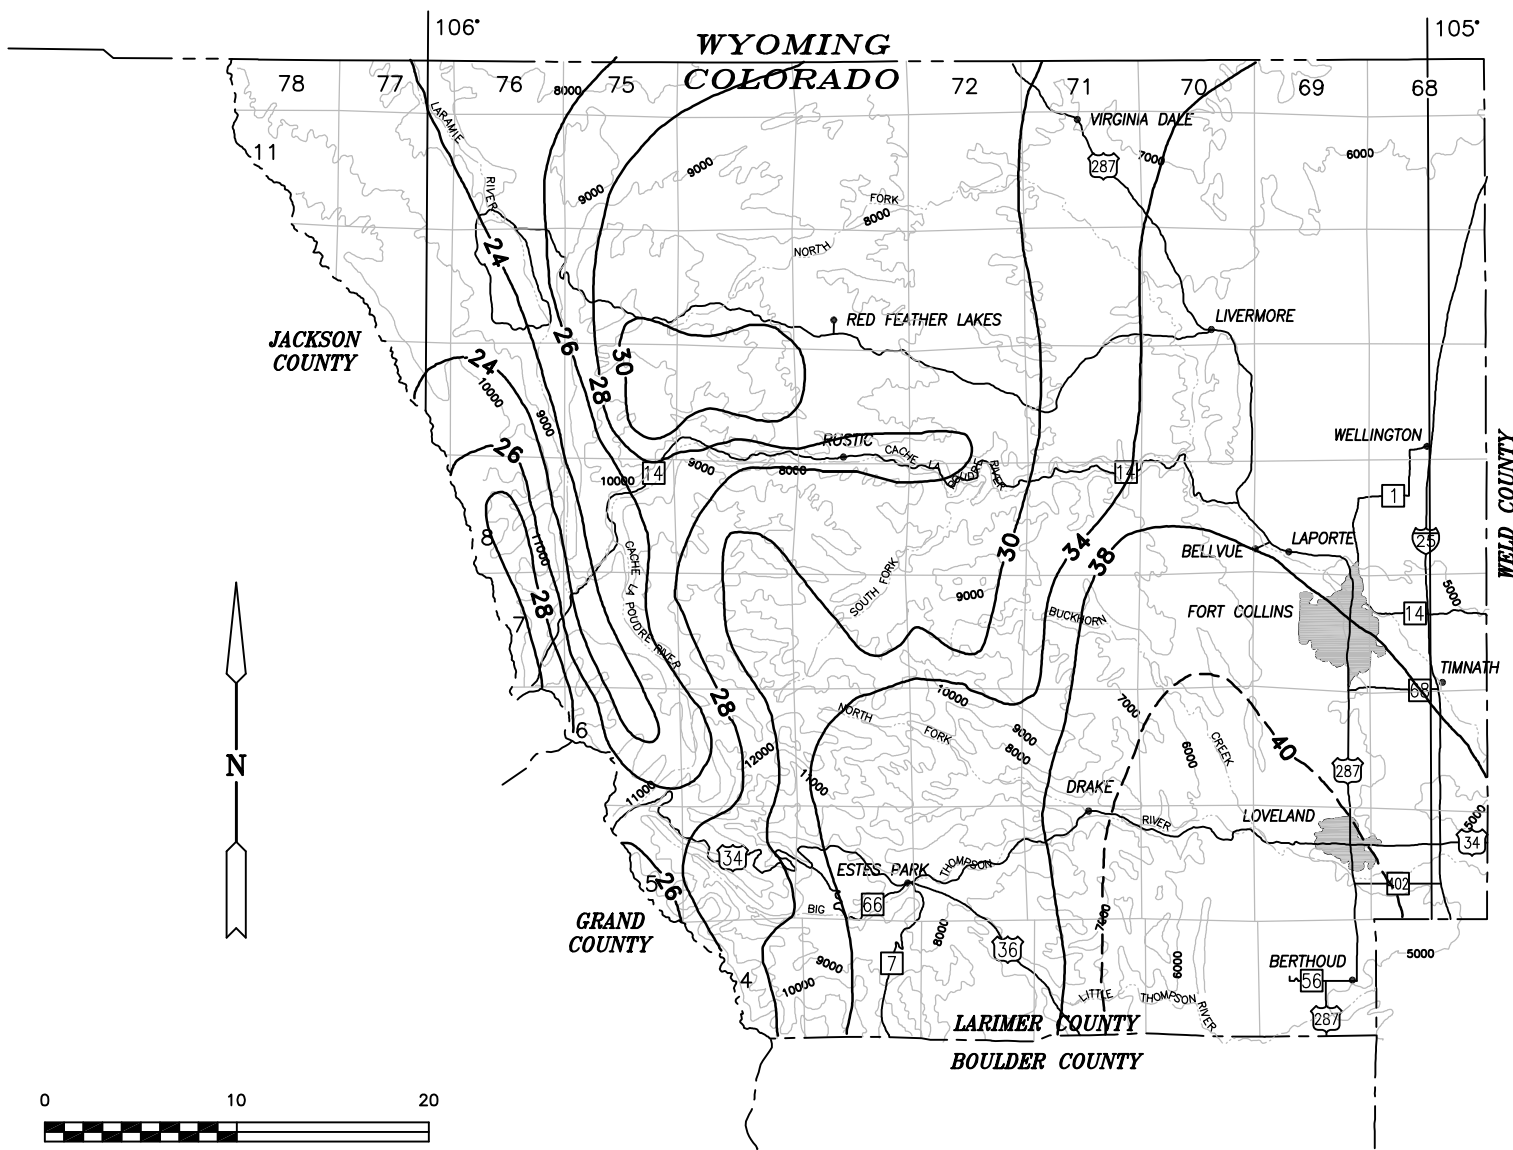 106°
105°
WYOMING
COLORADO
78
77
76
75
72
71
70
69
68
8000
LARAMIE
VIRGINIA DALE
11
9000
7000
6000
287
RIVER
9000
FORK
8000
24
NORTH
RED FEATHER LAKES
LIVERMORE
JACKSON
COUNTY
26
24
30
28
10000
9000
WELLINGTON
WELD COUNTY
26
RUSTIC
CACHE LA
POUDRE
RIVER
9000
8000
14
14
10000
1
8
11000
CACHE LA POUDRE RIVER
30
34
38
BELLVUE
LAPORTE
25
28
SOUTH FORK
9000
BUCKHORN
FORT COLLINS
5000
14
7
TIMNATH
68
28
10000
7000
6
NORTH
FORK
9000
8000
CREEK
6000
40
12000
N
11000
11000
287
DRAKE
LOVELAND
RIVER
5000
34
34
ESTES PARK
THOMPSON
5
26
402
66
BIG
GRAND
COUNTY
8000
7000
36
7
9000
6000
BERTHOUD
5000
4
10000
56
LITTLE
THOMPSON
RIVER
287
LARIMER COUNTY
BOULDER COUNTY
0
10
20